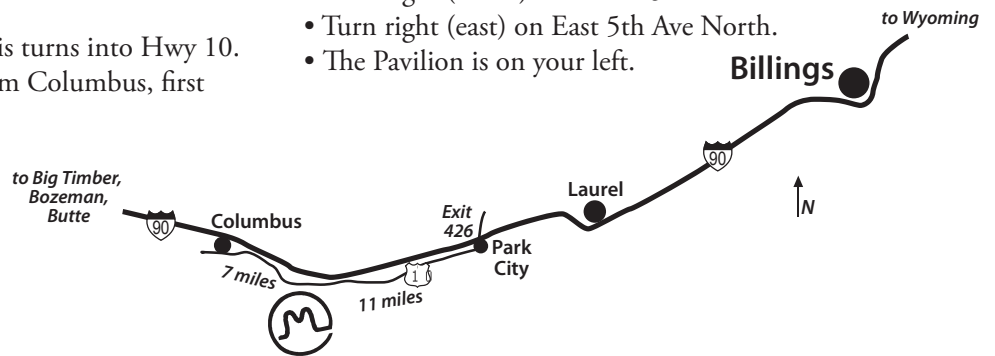 is turns into Hwy 10.
m Columbus, first
• Turn right (east) on East 5th Ave North.
• The Pavilion is on your left.
to Wyoming
Billings
90
Laurel
N
to Big Timber,
Bozeman,
Butte
90
Columbus
Exit
426
Park
City
7 miles
11 miles